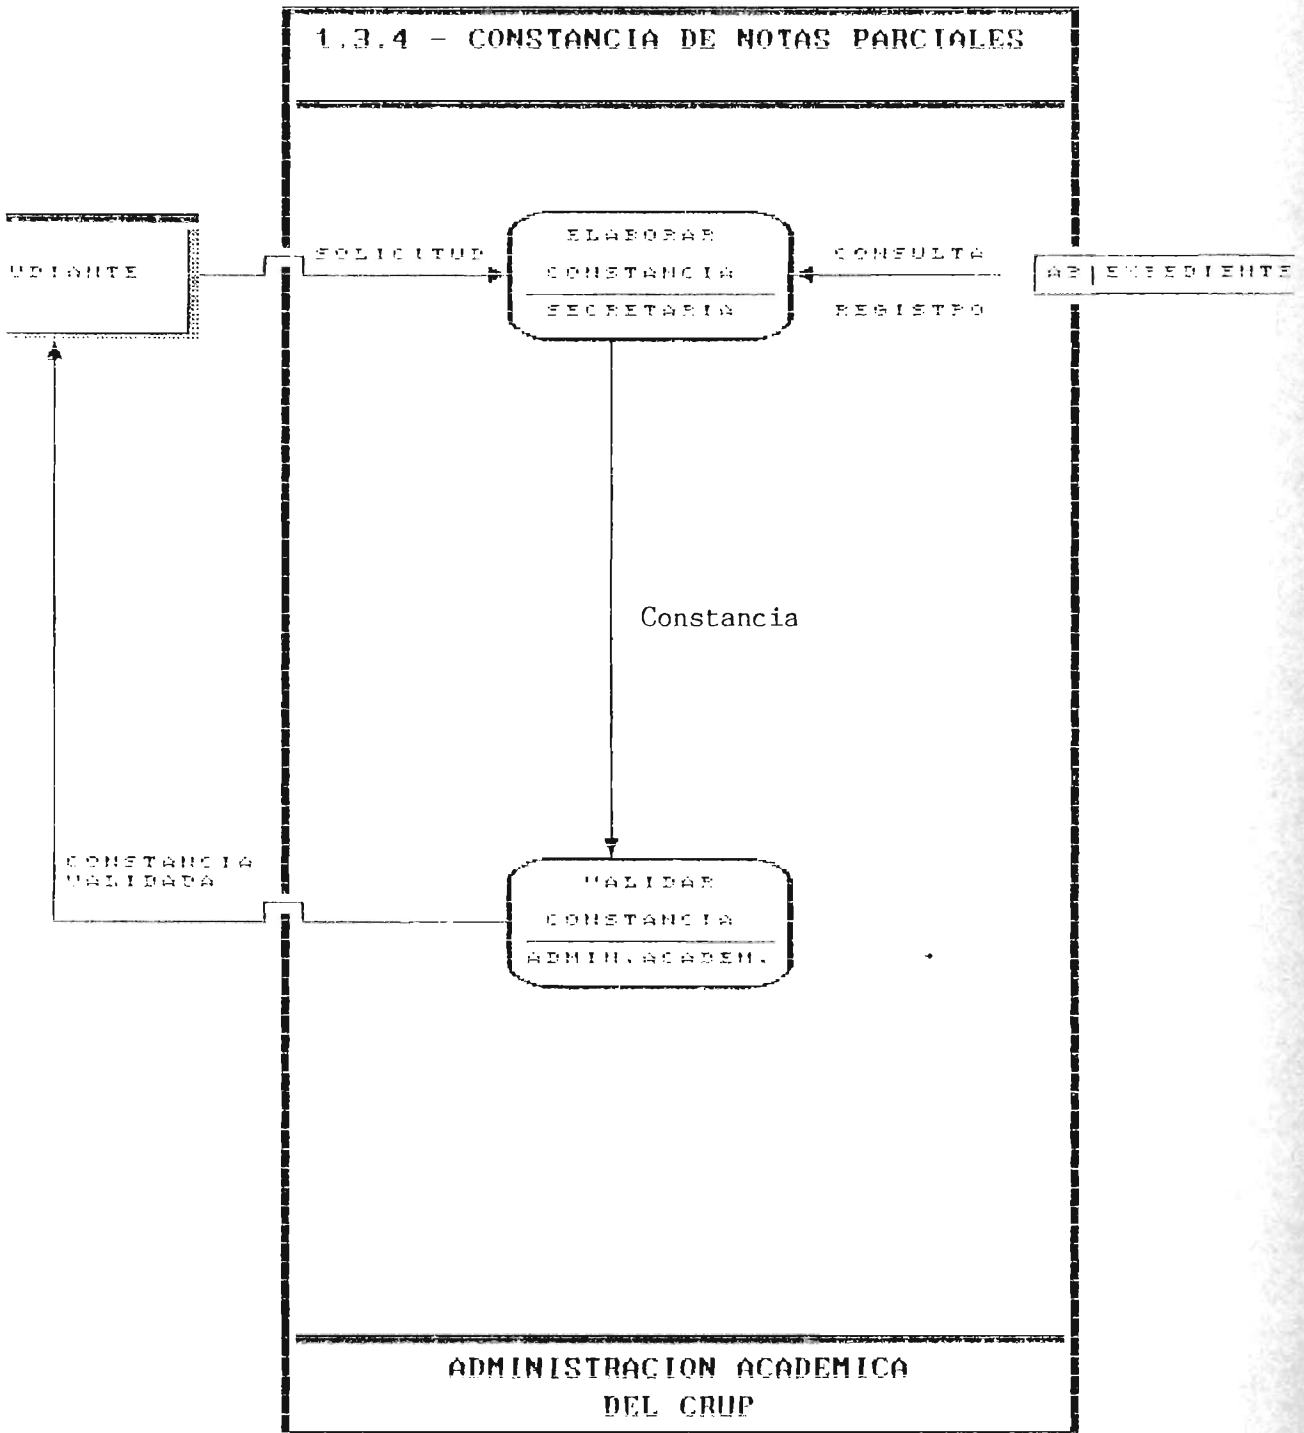 1.3.4 - CONSTANCIA DE NOTAS PARCIALES
UDIANTE
SOLICITUD
ELABORAR
CONSTANCIA
SECRETARIA
CONSULTA
REGISTRO
EXPEDIENTE
Constancia
CONSTANCIA
VALIDADA
VALIDAR
CONSTANCIA
ADMIN.ACADEM.
ADMINISTRACION ACADEMICA
DEL CRUP